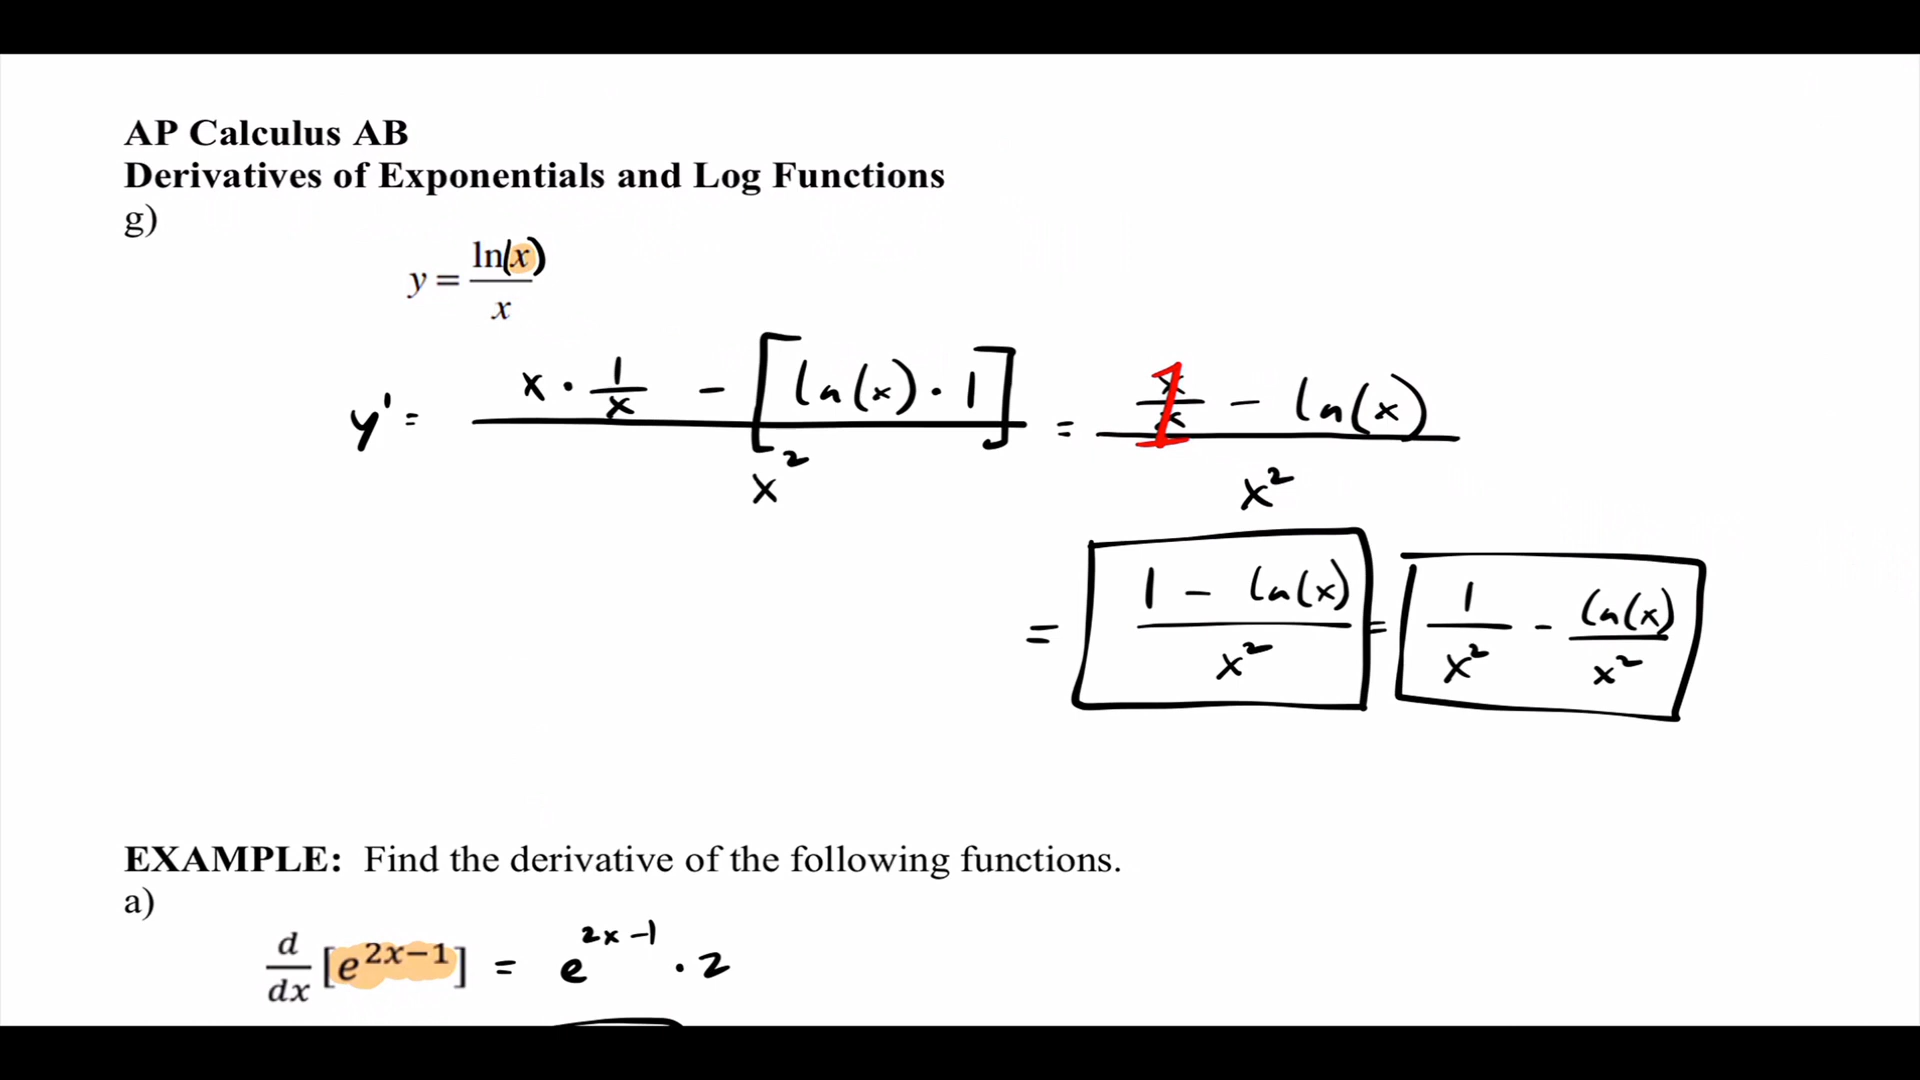 AP Calculus AB
Derivatives of Exponentials and Log Functions
g)
y = ln(x) / x
y' = (x · 1/x - [ln(x) · 1]) / x² = (x/x 1 - ln(x)) / x²
= (1 - ln(x)) / x² = 1/x² - ln(x)/x²
EXAMPLE: Find the derivative of the following functions.
a)
d/dx [e^{2x-1}] = e^{2x-1} · 2